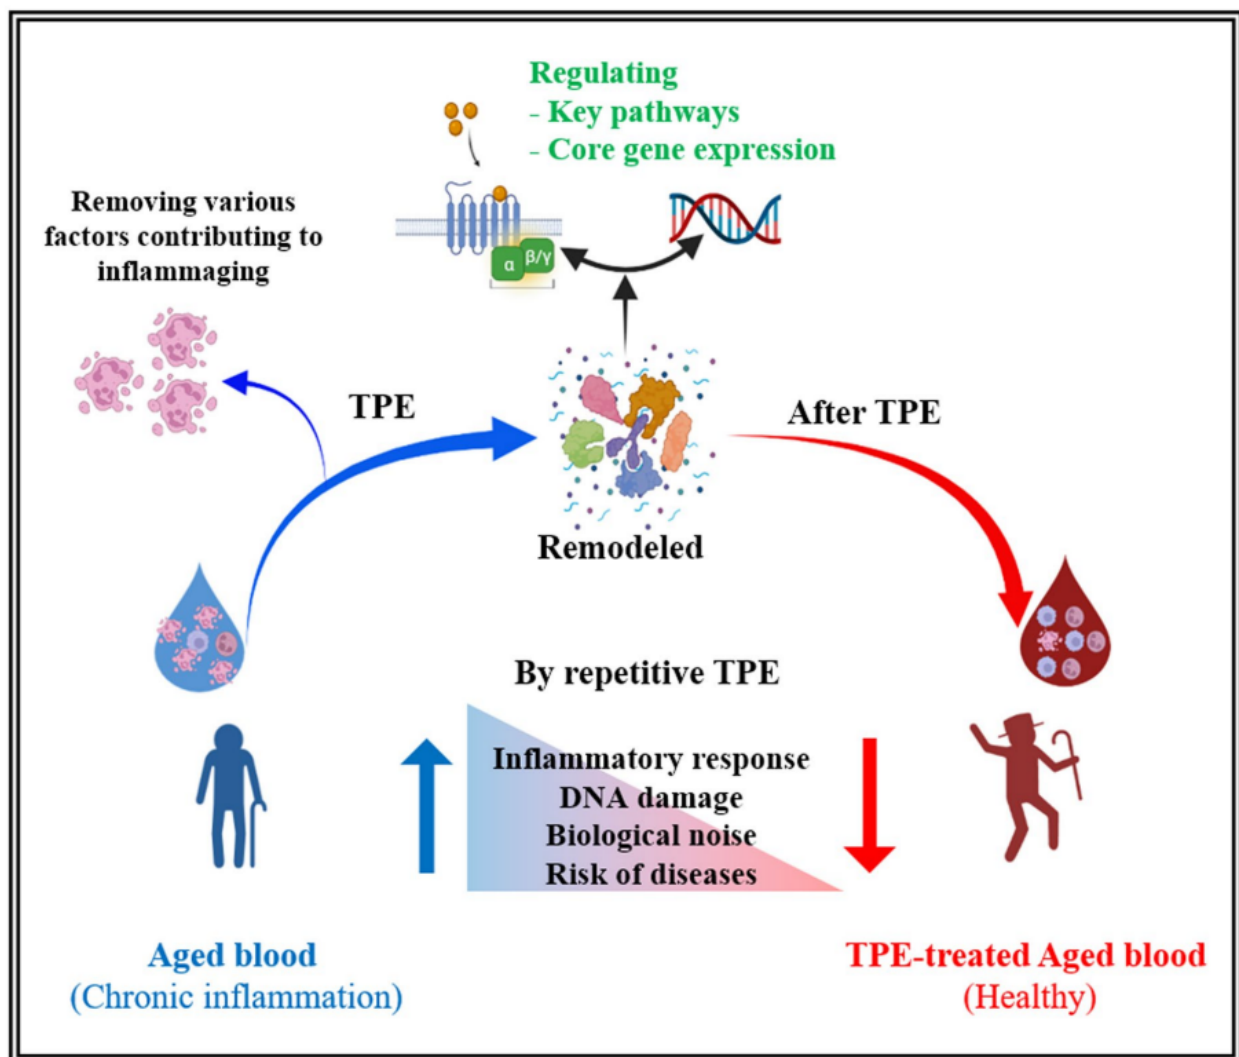 Regulating
- Key pathways
- Core gene expression
Removing various
factors contributing to
inflammaging
α
β/γ
TPE
After TPE
Remodeled
By repetitive TPE
Inflammatory response
DNA damage
Biological noise
Risk of diseases
Aged blood
(Chronic inflammation)
TPE-treated Aged blood
(Healthy)